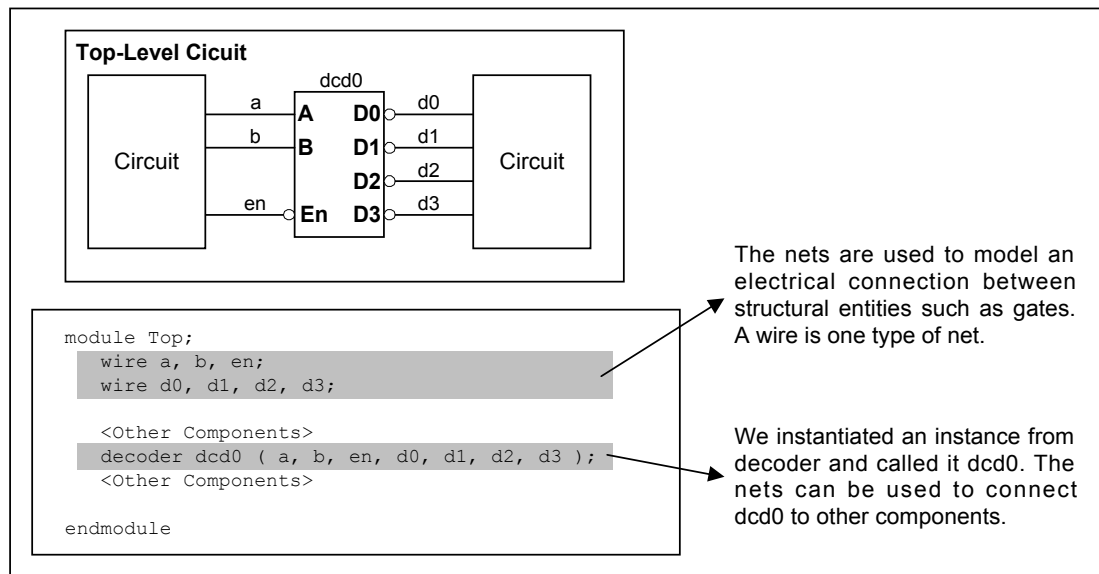 Top-Level Cicuit
dcd0
a
A
D0
d0
b
B
D1
d1
Circuit
Circuit
D2
d2
en
En
D3
d3
The nets are used to model an
electrical connection between
structural entities such as gates.
A wire is one type of net.
module Top;
wire a, b, en;
wire d0, d1, d2, d3;
<Other Components>
decoder dcd0 ( a, b, en, d0, d1, d2, d3 );
<Other Components>
endmodule
We instantiated an instance from
decoder and called it dcd0. The
nets can be used to connect
dcd0 to other components.